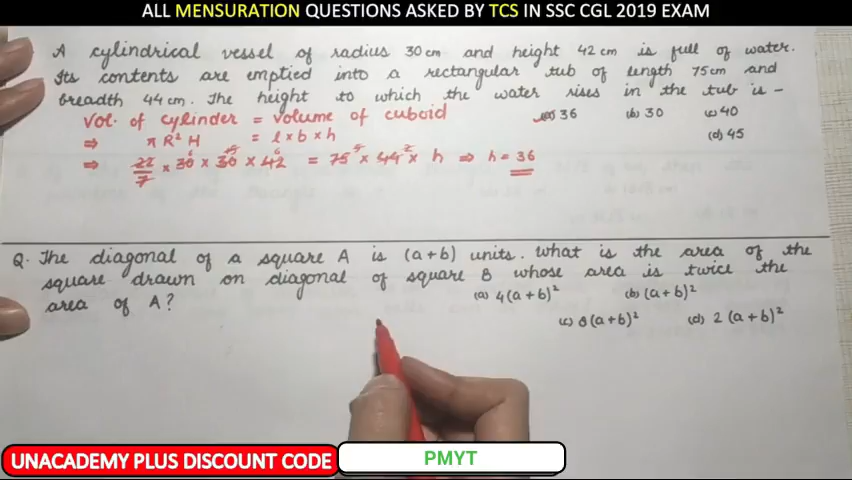 ALL MENSURATION QUESTIONS ASKED BY TCS IN SSC CGL 2019 EXAM
A cylindrical vessel of radius 30 cm and height 42 cm is full of water.
Its contents are emptied into a rectangular tub of length 75 cm and
breadth 44 cm. The height to which the water rises in the tub is -
Vol. of cylinder = volume of cuboid
(a) 36 (b) 30 (c) 40
⇒ π R² H = l × b × h
(d) 45
⇒ 22/7 × 30 × 30 × 42 = 75 × 44 × h ⇒ h = 36
Q. The diagonal of a square A is (a+b) units. What is the area of the
square drawn on diagonal of square B whose area is twice the
area of A?
(a) 4(a+b)² (b) (a+b)²
(c) 8(a+b)² (d) 2(a+b)²
UNACADEMY PLUS DISCOUNT CODE PMYT